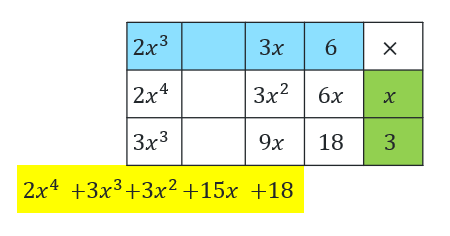 2x³ 3x 6 ×
2x⁴ 3x² 6x x
3x³ 9x 18 3
2x⁴ +3x³+3x²+15x +18